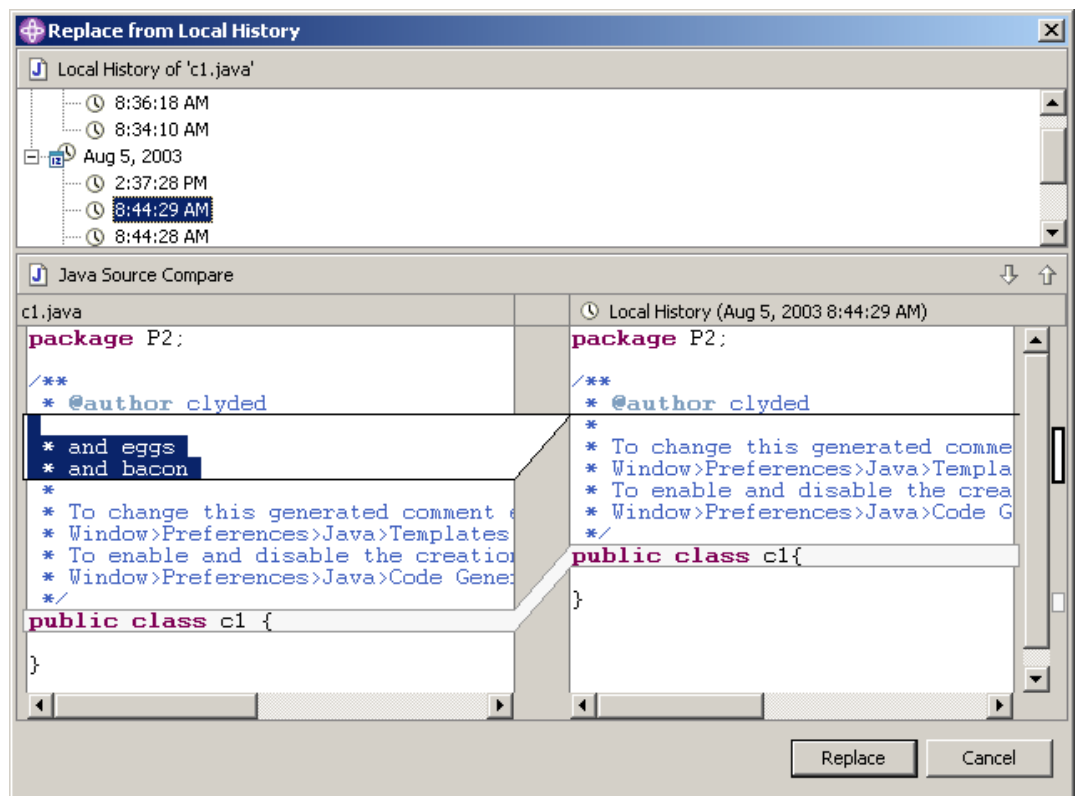 Replace from Local History
Local History of 'c1.java'
8:36:18 AM
8:34:10 AM
12 Aug 5, 2003
2:37:28 PM
8:44:29 AM
8:44:28 AM
Java Source Compare
c1.java
package P2;
/**
* @author clyded
* and eggs
* and bacon
*
* To change this generated comment
* Window>Preferences>Java>Templates
* To enable and disable the creation
* Window>Preferences>Java>Code Gene
*/
public class c1 {
}
Local History (Aug 5, 2003 8:44:29 AM)
package P2;
/**
* @author clyded
*
* To change this generated comme
* Window>Preferences>Java>Templa
* To enable and disable the crea
* Window>Preferences>Java>Code G
*/
public class c1{
}
Replace
Cancel